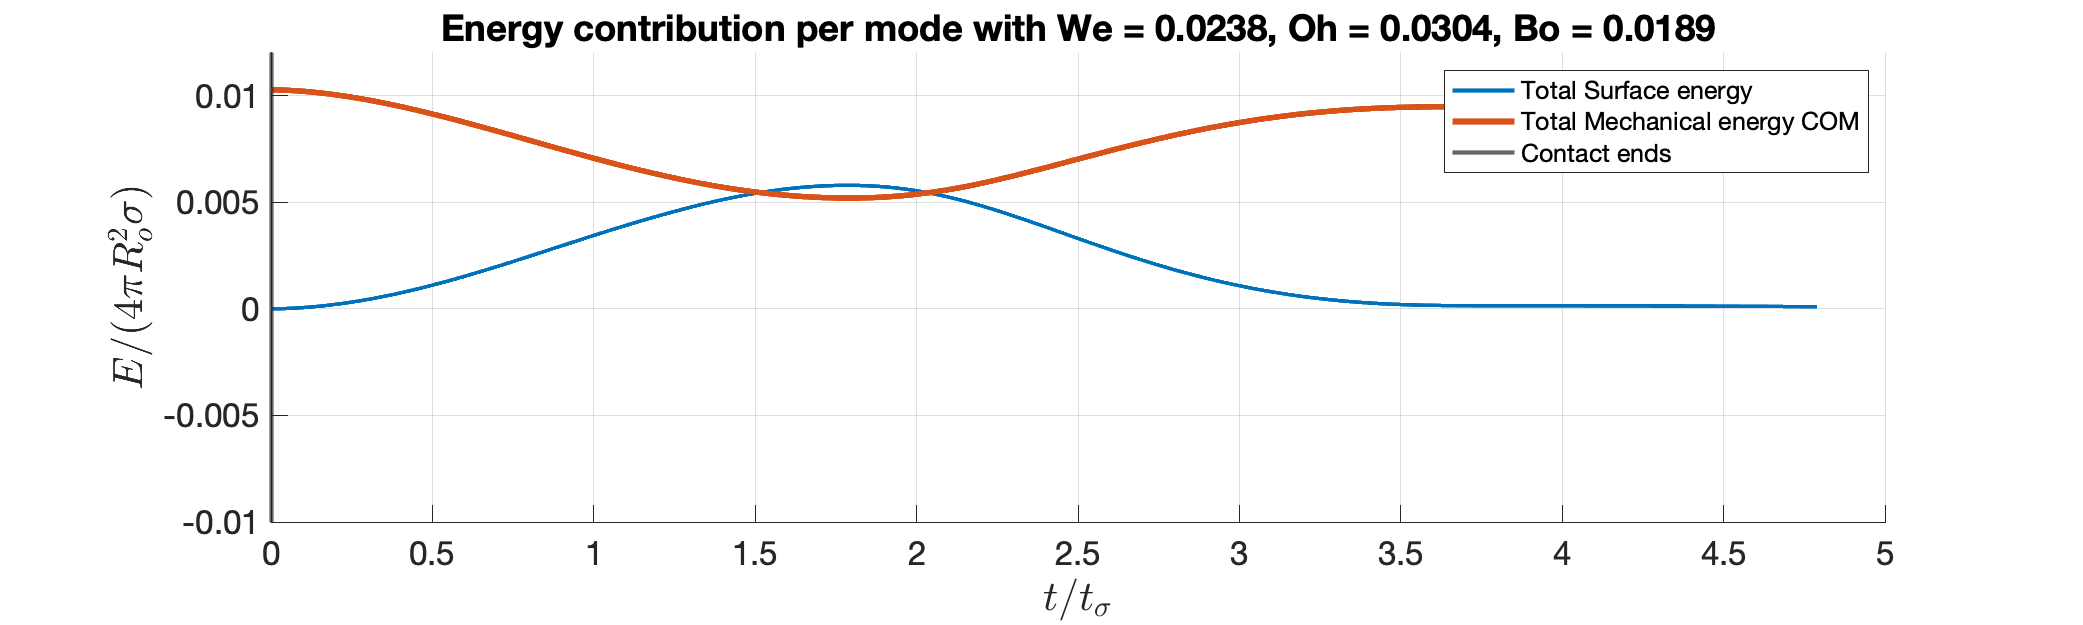 Energy contribution per mode with We = 0.0238, Oh = 0.0304, Bo = 0.0189
Total Surface energy
Total Mechanical energy COM
Contact ends
0.01
0.005
0
-0.005
-0.01
E/(4πR_o^2σ)
0 0.5 1 1.5 2 2.5 3 3.5 4 4.5 5
t/t_σ